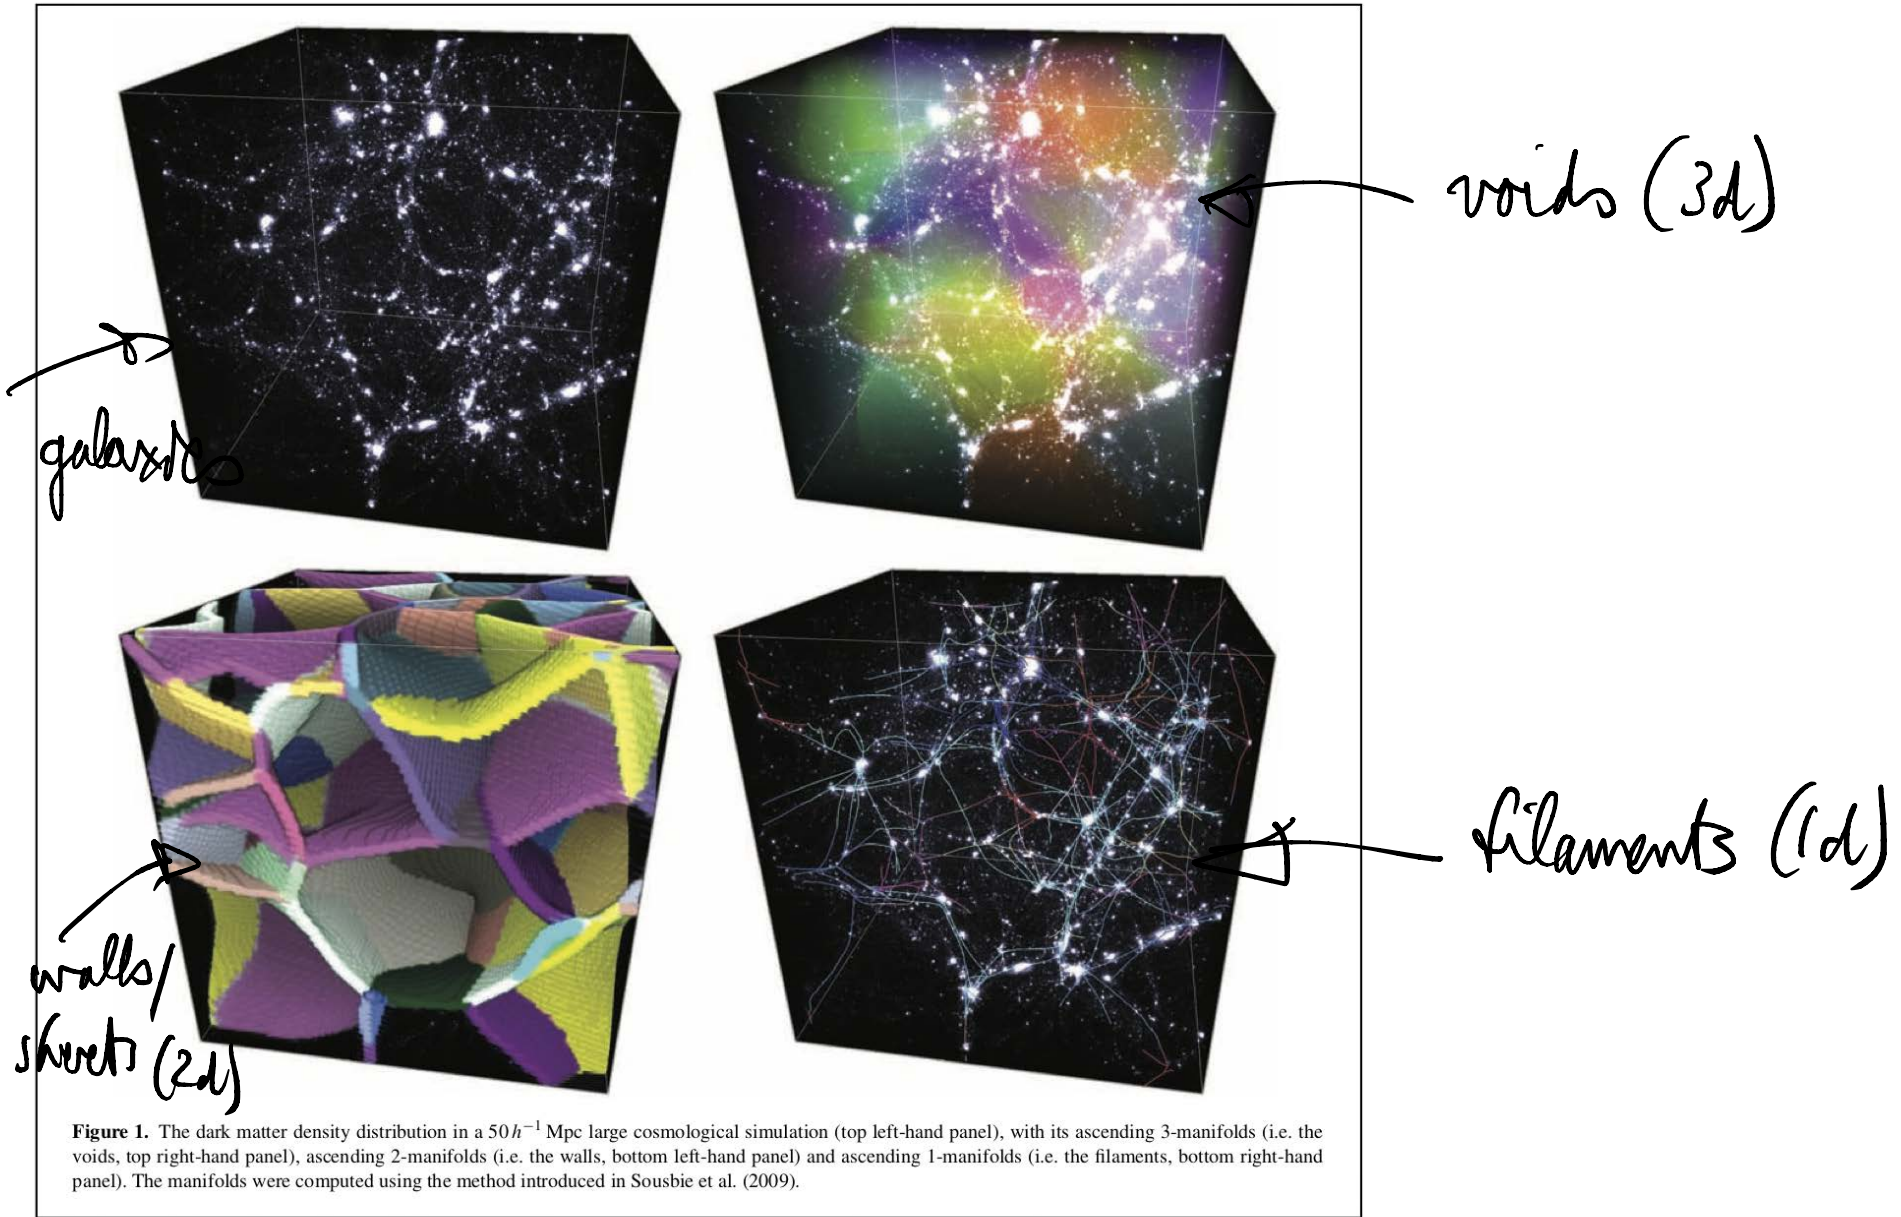 voids (3d)
galaxies
filaments (1d)
walls/
sheets (2d)
Figure 1. The dark matter density distribution in a 50 h⁻¹ Mpc large cosmological simulation (top left-hand panel), with its ascending 3-manifolds (i.e. the
voids, top right-hand panel), ascending 2-manifolds (i.e. the walls, bottom left-hand panel) and ascending 1-manifolds (i.e. the filaments, bottom right-hand
panel). The manifolds were computed using the method introduced in Sousbie et al. (2009).